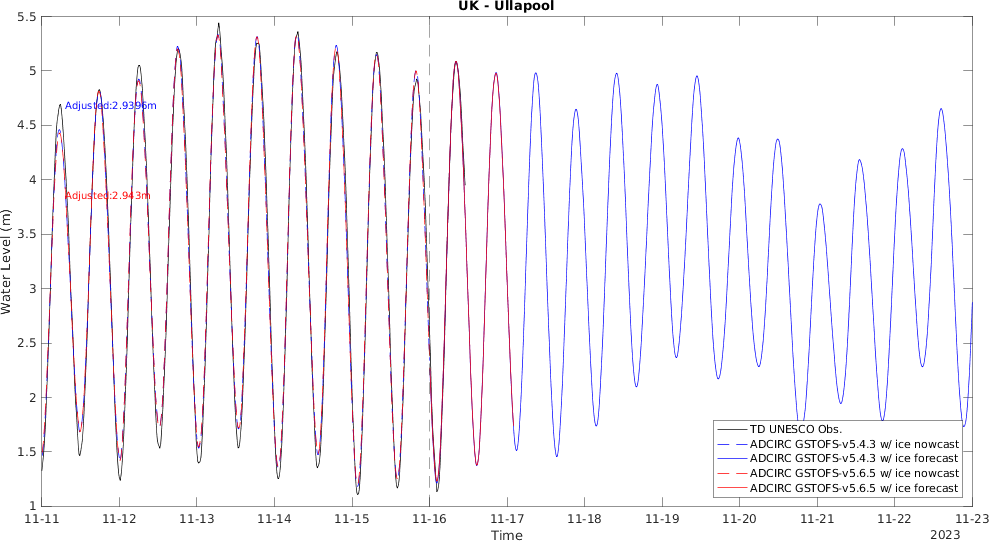 UK - Ullapool
5.5
5
4.5
4
3.5
3
2.5
2
1.5
1
Water Level (m)
Adjusted:2.9396m
Adjusted:2.943m
TD UNESCO Obs.
ADCIRC GSTOFS-v5.4.3 w/ ice nowcast
ADCIRC GSTOFS-v5.4.3 w/ ice forecast
ADCIRC GSTOFS-v5.6.5 w/ ice nowcast
ADCIRC GSTOFS-v5.6.5 w/ ice forecast
11-11 11-12 11-13 11-14 11-15 11-16 11-17 11-18 11-19 11-20 11-21 11-22 11-23
Time
2023